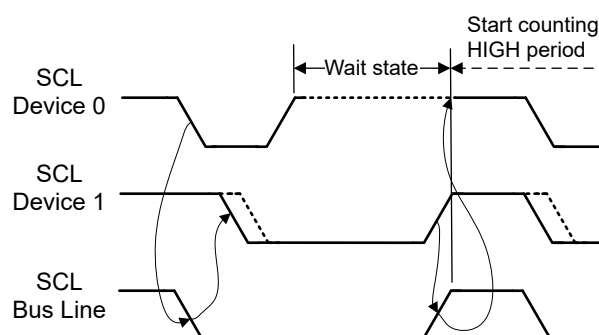 Start counting
HIGH period
Wait state
SCL
Device 0
SCL
Device 1
SCL
Bus Line